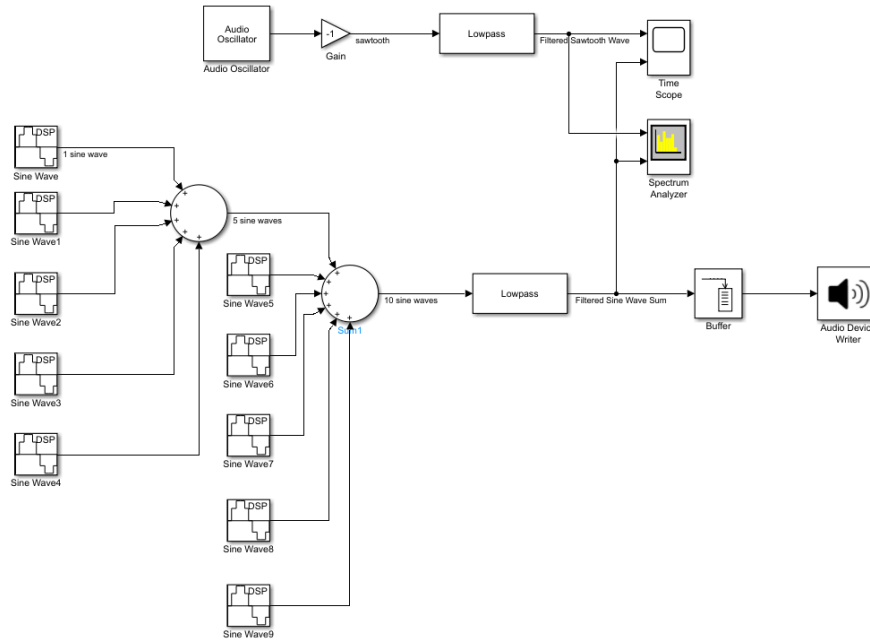 Audio
Oscillator
Audio Oscillator
-1
Gain
sawtooth
Lowpass
Filtered Sawtooth Wave
Time
Scope
Spectrum
Analyzer
DSP
Sine Wave
1 sine wave
DSP
Sine Wave1
DSP
Sine Wave2
DSP
Sine Wave3
DSP
Sine Wave4
+
+
+
+
+
5 sine waves
DSP
Sine Wave5
DSP
Sine Wave6
DSP
Sine Wave7
DSP
Sine Wave8
DSP
Sine Wave9
+
+
+
+
+
+
Sum1
10 sine waves
Lowpass
Filtered Sine Wave Sum
Buffer
Audio Devic
Writer